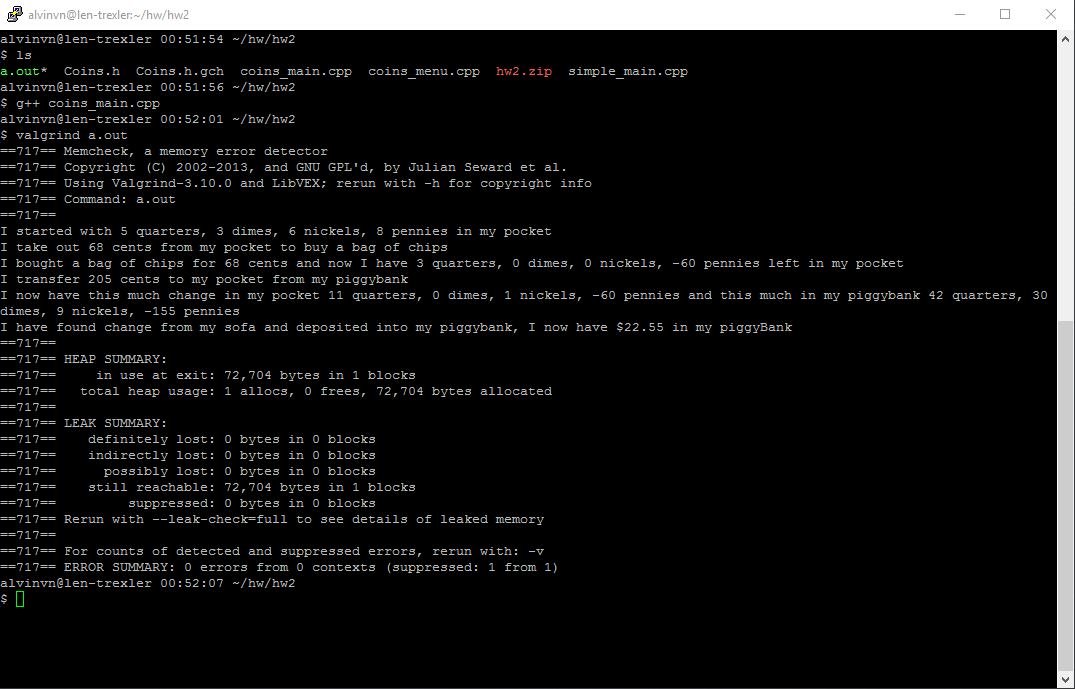 alvinvn@len-trexler:~/hw/hw2
alvinvn@len-trexler 00:51:54 ~/hw/hw2
$ ls
a.out*  Coins.h  Coins.h.gch  coins_main.cpp  coins_menu.cpp  hw2.zip  simple_main.cpp
alvinvn@len-trexler 00:51:56 ~/hw/hw2
$ g++ coins_main.cpp
alvinvn@len-trexler 00:52:01 ~/hw/hw2
$ valgrind a.out
==717== Memcheck, a memory error detector
==717== Copyright (C) 2002-2013, and GNU GPL'd, by Julian Seward et al.
==717== Using Valgrind-3.10.0 and LibVEX; rerun with -h for copyright info
==717== Command: a.out
==717==
I started with 5 quarters, 3 dimes, 6 nickels, 8 pennies in my pocket
I take out 68 cents from my pocket to buy a bag of chips
I bought a bag of chips for 68 cents and now I have 3 quarters, 0 dimes, 0 nickels, -60 pennies left in my pocket
I transfer 205 cents to my pocket from my piggybank
I now have this much change in my pocket 11 quarters, 0 dimes, 1 nickels, -60 pennies and this much in my piggybank 42 quarters, 30
dimes, 9 nickels, -155 pennies
I have found change from my sofa and deposited into my piggybank, I now have $22.55 in my piggyBank
==717==
==717== HEAP SUMMARY:
==717==     in use at exit: 72,704 bytes in 1 blocks
==717==   total heap usage: 1 allocs, 0 frees, 72,704 bytes allocated
==717==
==717== LEAK SUMMARY:
==717==    definitely lost: 0 bytes in 0 blocks
==717==    indirectly lost: 0 bytes in 0 blocks
==717==      possibly lost: 0 bytes in 0 blocks
==717==    still reachable: 72,704 bytes in 1 blocks
==717==         suppressed: 0 bytes in 0 blocks
==717== Rerun with --leak-check=full to see details of leaked memory
==717==
==717== For counts of detected and suppressed errors, rerun with: -v
==717== ERROR SUMMARY: 0 errors from 0 contexts (suppressed: 1 from 1)
alvinvn@len-trexler 00:52:07 ~/hw/hw2
$